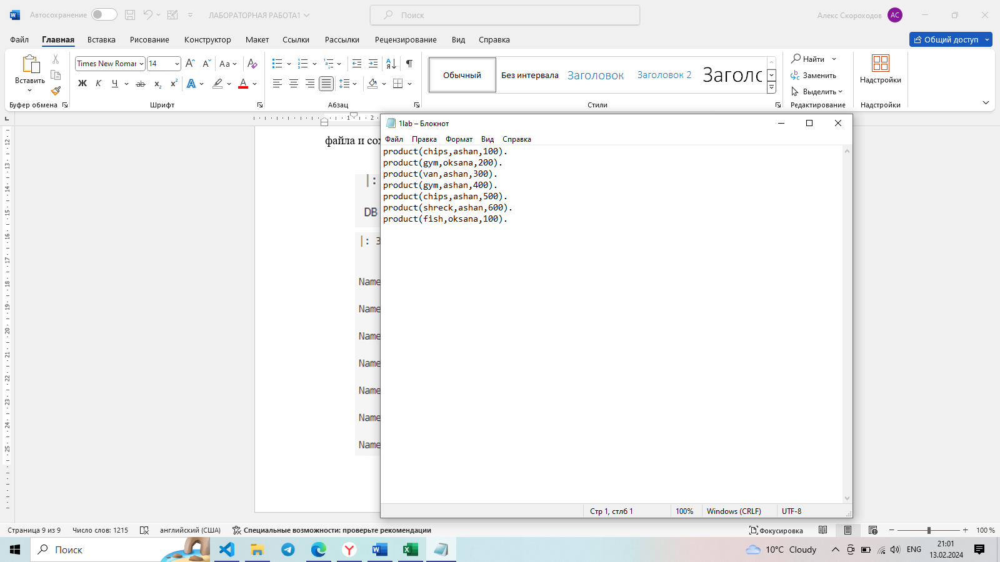 Автосохранение
ЛАБОРАТОРНАЯ РАБОТА1
Поиск
Алекс Скороходов
АС
Файл Главная Вставка Рисование Конструктор Макет Ссылки Рассылки Рецензирование Вид Справка
Общий доступ
Вставить
Буфер обмена
Times New Roman 14
Шрифт
Абзац
Обычный
Без интервала
Заголовок
Заголовок 2
Заголо
Стили
Найти
Заменить
Выделить
Редактирование
Надстройки
Надстройки
файла и сох
|:
DB
|: 3
Name
Name
Name
Name
Name
Name
Name
1lab – Блокнот
Файл Правка Формат Вид Справка
product(chips,ashan,100).
product(gym,oksana,200).
product(van,ashan,300).
product(gym,ashan,400).
product(chips,ashan,500).
product(shreck,ashan,600).
product(fish,oksana,100).
Стр 1, стлб 1 100% Windows (CRLF) UTF-8
Страница 9 из 9 Число слов: 1215 английский (США) Специальные возможности: проверьте рекомендации
Фокусировка
100 %
Поиск
10°C Cloudy
ENG
21:01
13.02.2024